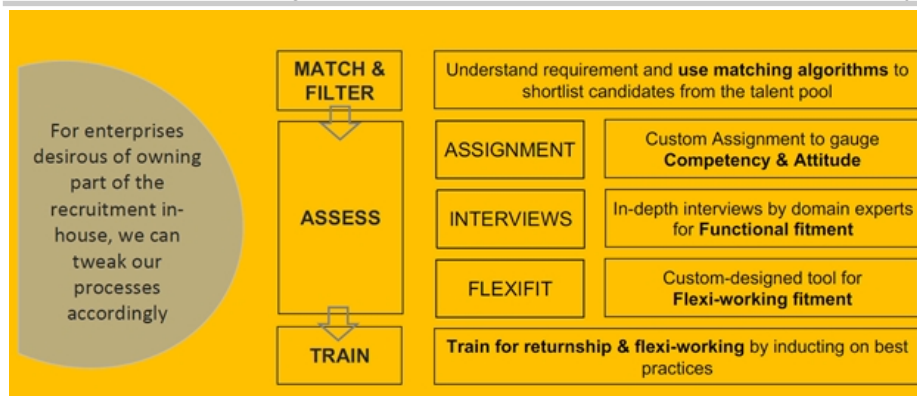 For enterprises
desirous of owning
part of the
recruitment in-
house, we can
tweak our
processes
accordingly
MATCH &
FILTER
Understand requirement and use matching algorithms to
shortlist candidates from the talent pool
ASSESS
ASSIGNMENT
Custom Assignment to gauge
Competency & Attitude
INTERVIEWS
In-depth interviews by domain experts
for Functional fitment
FLEXIFIT
Custom-designed tool for
Flexi-working fitment
TRAIN
Train for returnship & flexi-working by inducting on best
practices